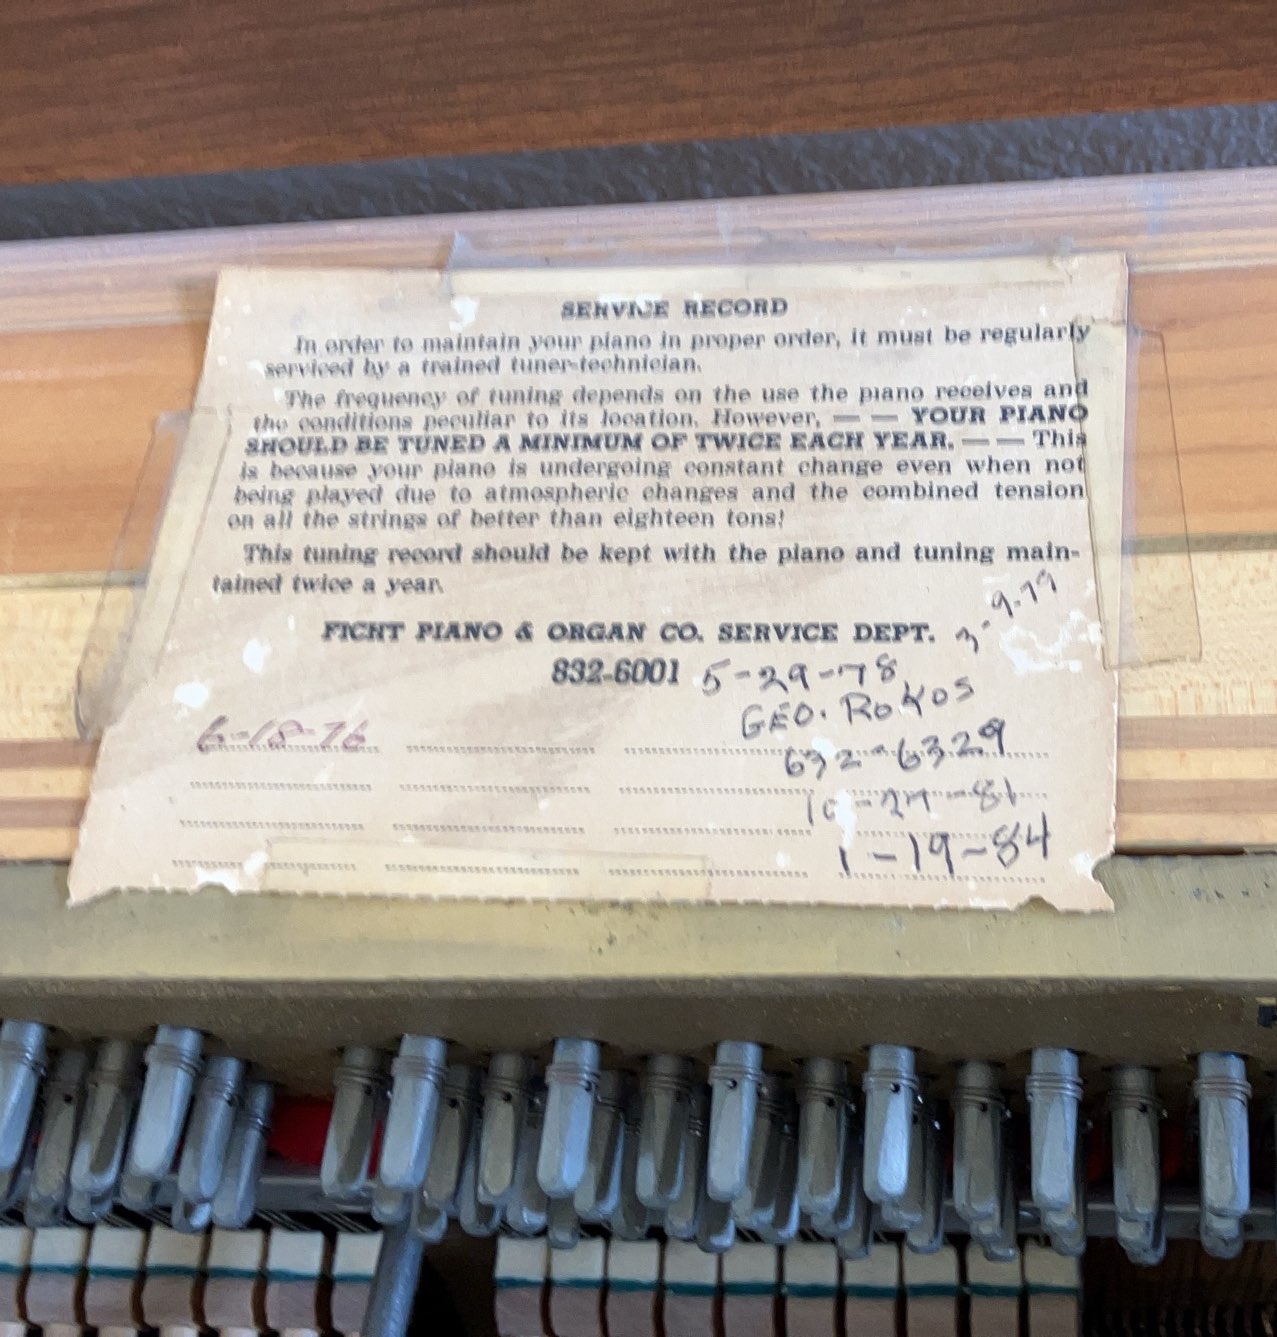 SERVICE RECORD
In order to maintain your piano in proper order, it must be regularly
serviced by a trained tuner-technician.
The frequency of tuning depends on the use the piano receives and
the conditions peculiar to its location. However, — — YOUR PIANO
SHOULD BE TUNED A MINIMUM OF TWICE EACH YEAR. — — This
is because your piano is undergoing constant change even when not
being played due to atmospheric changes and the combined tension
on all the strings of better than eighteen tons!
This tuning record should be kept with the piano and tuning main-
tained twice a year.
FICHT PIANO & ORGAN CO. SERVICE DEPT. 3-9-79
832-6001 5-29-78
GEO. ROKOS
6-18-76
632-6329
10-27-81
1-19-84